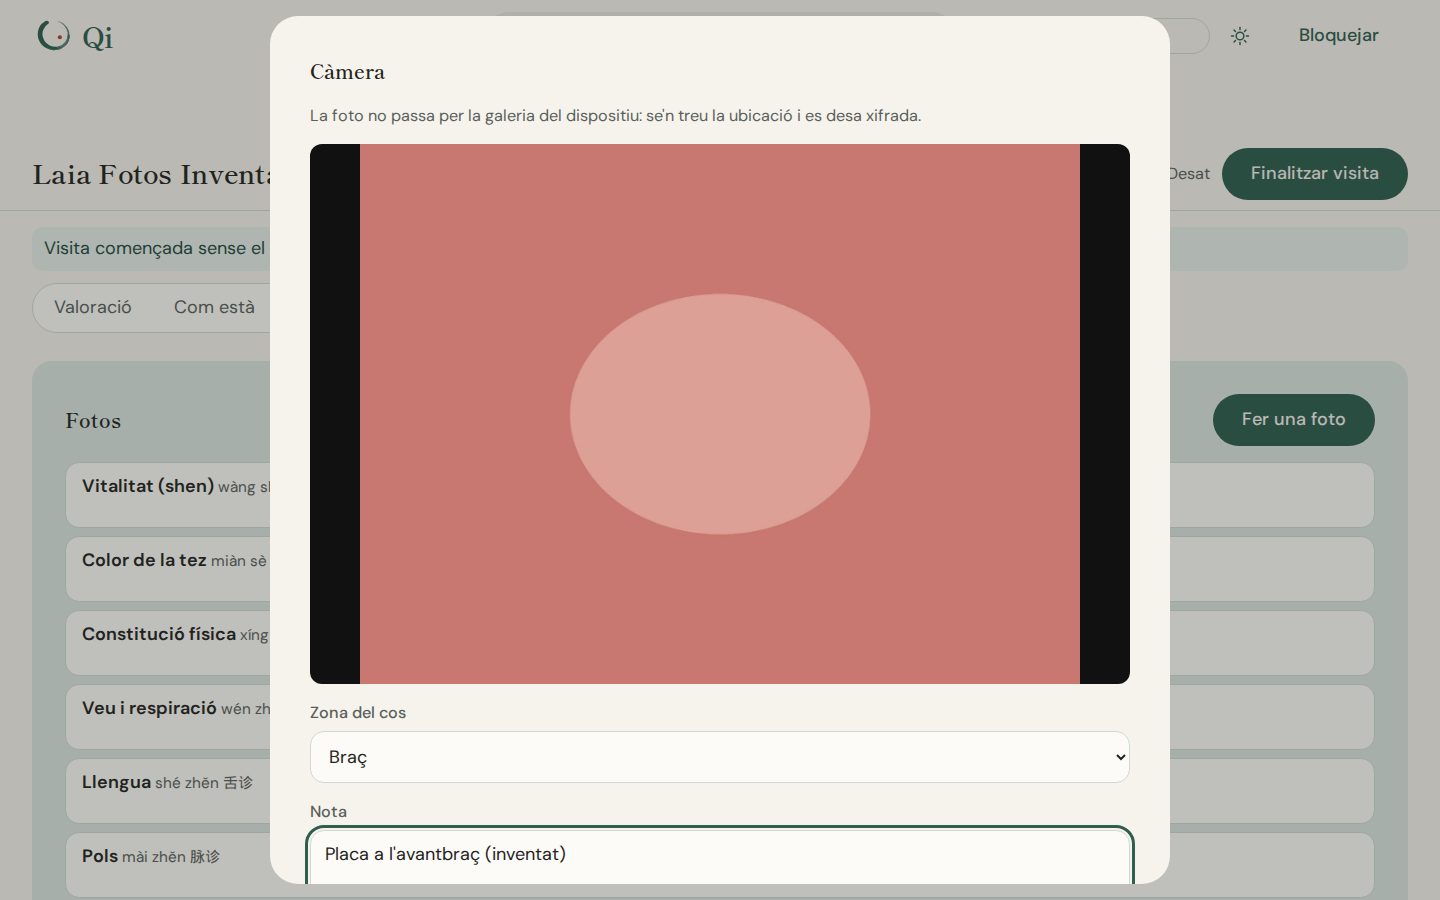 Qi
Bloquejar
Càmera
La foto no passa per la galeria del dispositiu: se'n treu la ubicació i es desa xifrada.
Laia Fotos
Desat
Finalitzar visita
Visita començada sense el
Valoració
Com està
Fotos
Fer una foto
Vitalitat (shen) wàng
Color de la tez miàn sè
Constitució física xíng
Veu i respiració wén
Llengua shé zhěn 舌诊
Pols mài zhěn 脉诊
Zona del cos
Braç
Nota
Placa a l'avantbraç (inventat)